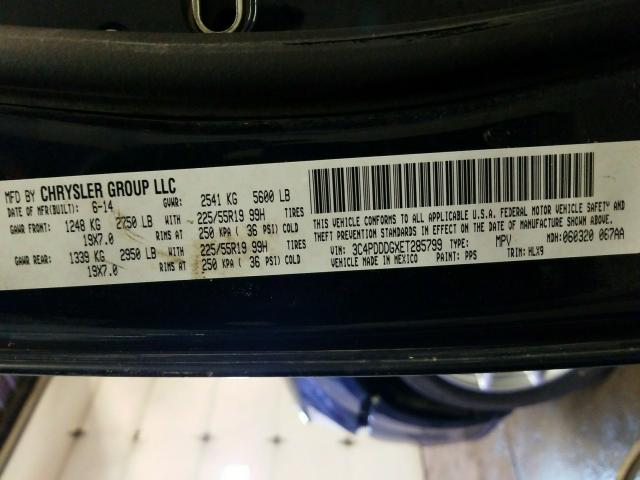 MFD BY CHRYSLER GROUP LLC
DATE OF MFR(BUILT): 6-14 GVWR: 2541 KG 5600 LB
GAWR FRONT: 1248 KG 2750 LB WITH 225/55R19 99H TIRES
19X7.0 RIMS AT 250 KPA ( 36 PSI) COLD
GAWR REAR: 1339 KG 2950 LB WITH 225/55R19 99H TIRES
19X7.0 RIMS AT 250 KPA ( 36 PSI) COLD
THIS VEHICLE CONFORMS TO ALL APPLICABLE U.S.A. FEDERAL MOTOR VEHICLE SAFETY AND
THEFT PREVENTION STANDARDS IN EFFECT ON THE DATE OF MANUFACTURE SHOWN ABOVE.
VIN: 3C4PDDDGXET285799 TYPE: MPV MDH: 060320 067AA
VEHICLE MADE IN MEXICO PAINT: PPS TRIM: HLX9